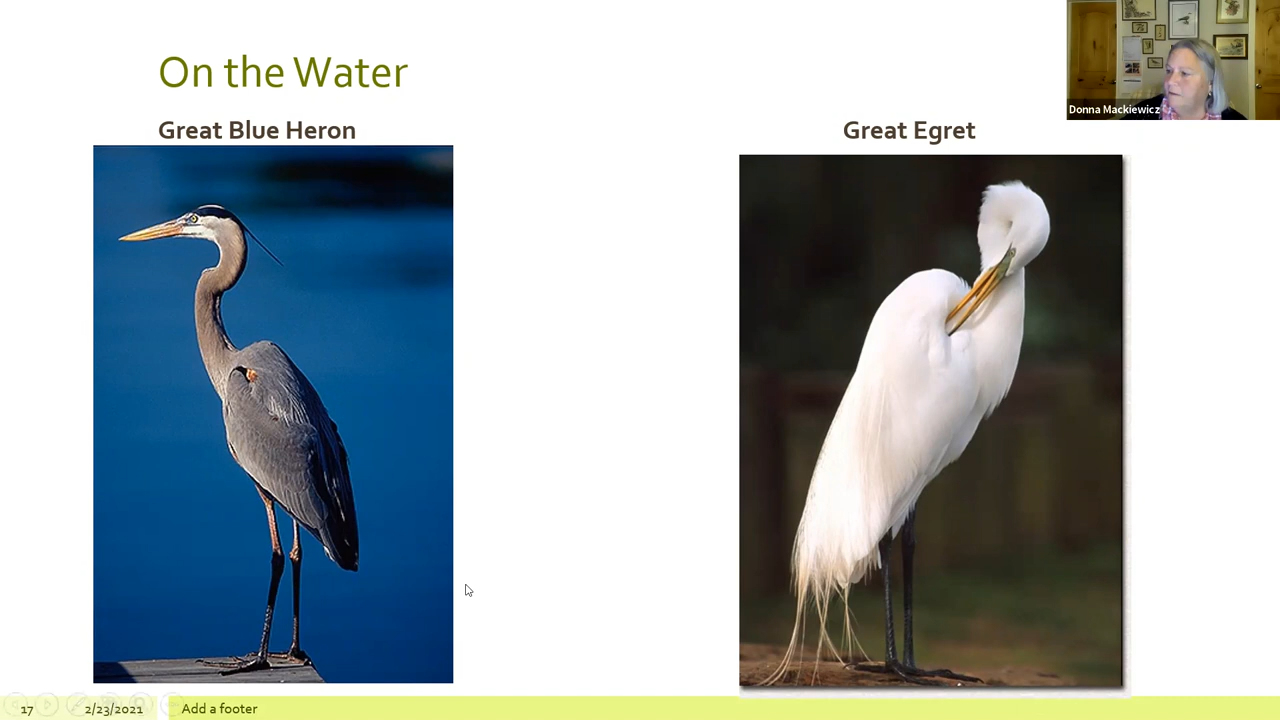 On the Water
Donna Mackiewicz
Great Blue Heron
Great Egret
17
2/23/2021
Add a footer